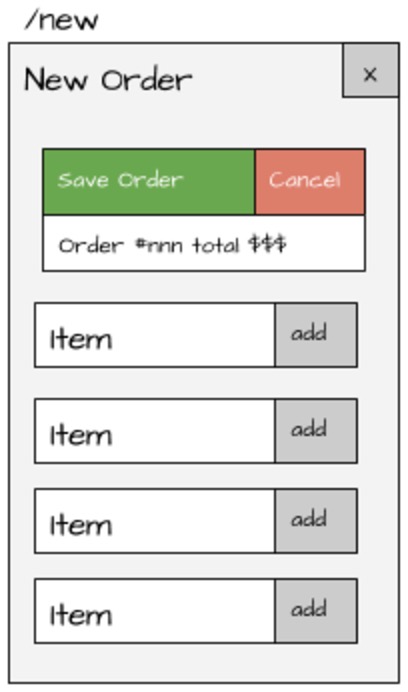 /new
New Order
x
Save Order
Cancel
Order #nnn total $$$
Item
add
Item
add
Item
add
Item
add